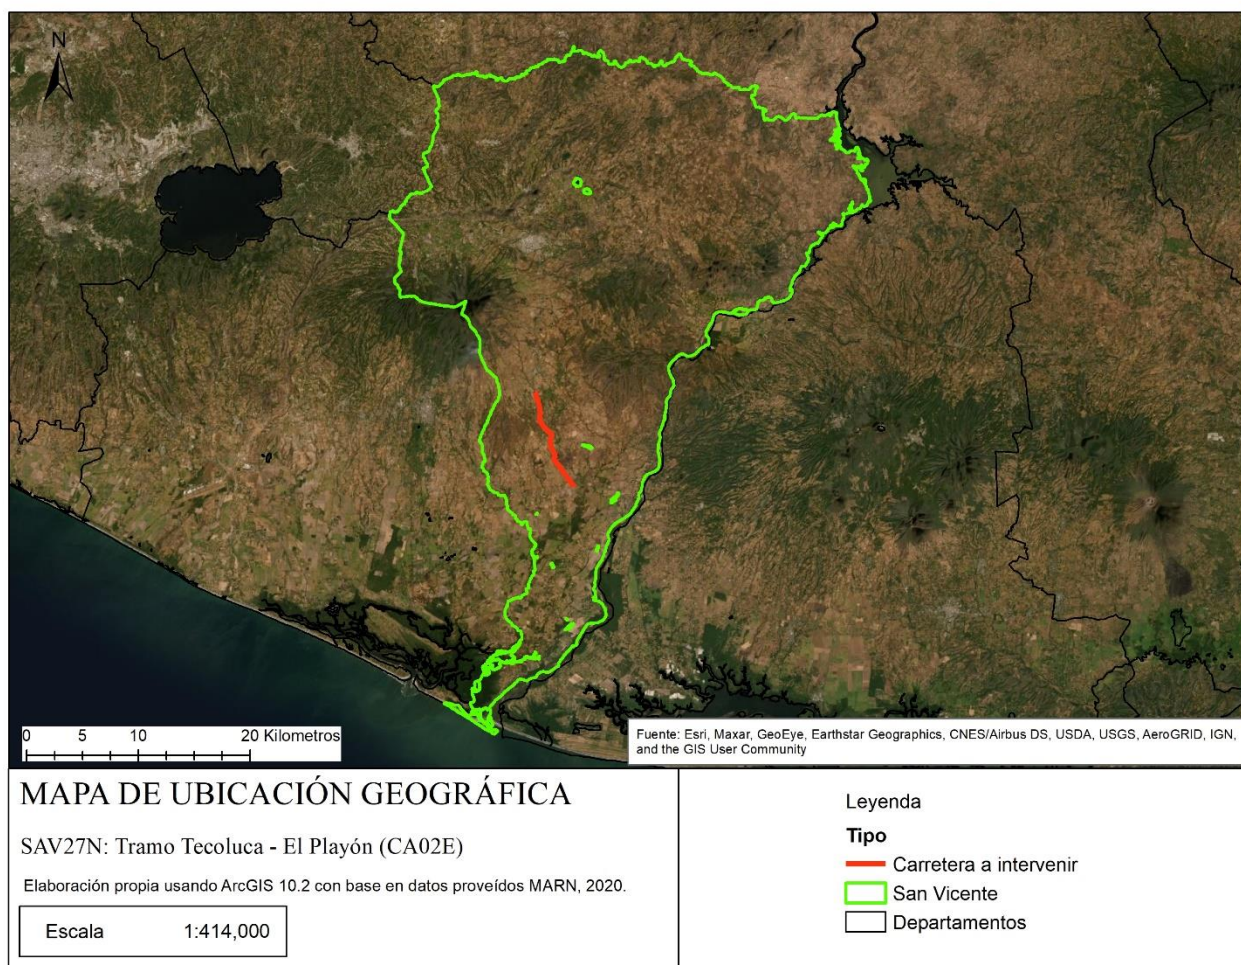 N
0 5 10 20 Kilometros
Fuente: Esri, Maxar, GeoEye, Earthstar Geographics, CNES/Airbus DS, USDA, USGS, AeroGRID, IGN,
and the GIS User Community
MAPA DE UBICACIÓN GEOGRÁFICA
SAV27N: Tramo Tecoluca - El Playón (CA02E)
Elaboración propia usando ArcGIS 10.2 con base en datos proveídos MARN, 2020.
Escala 1:414,000
Leyenda
Tipo
Carretera a intervenir
San Vicente
Departamentos